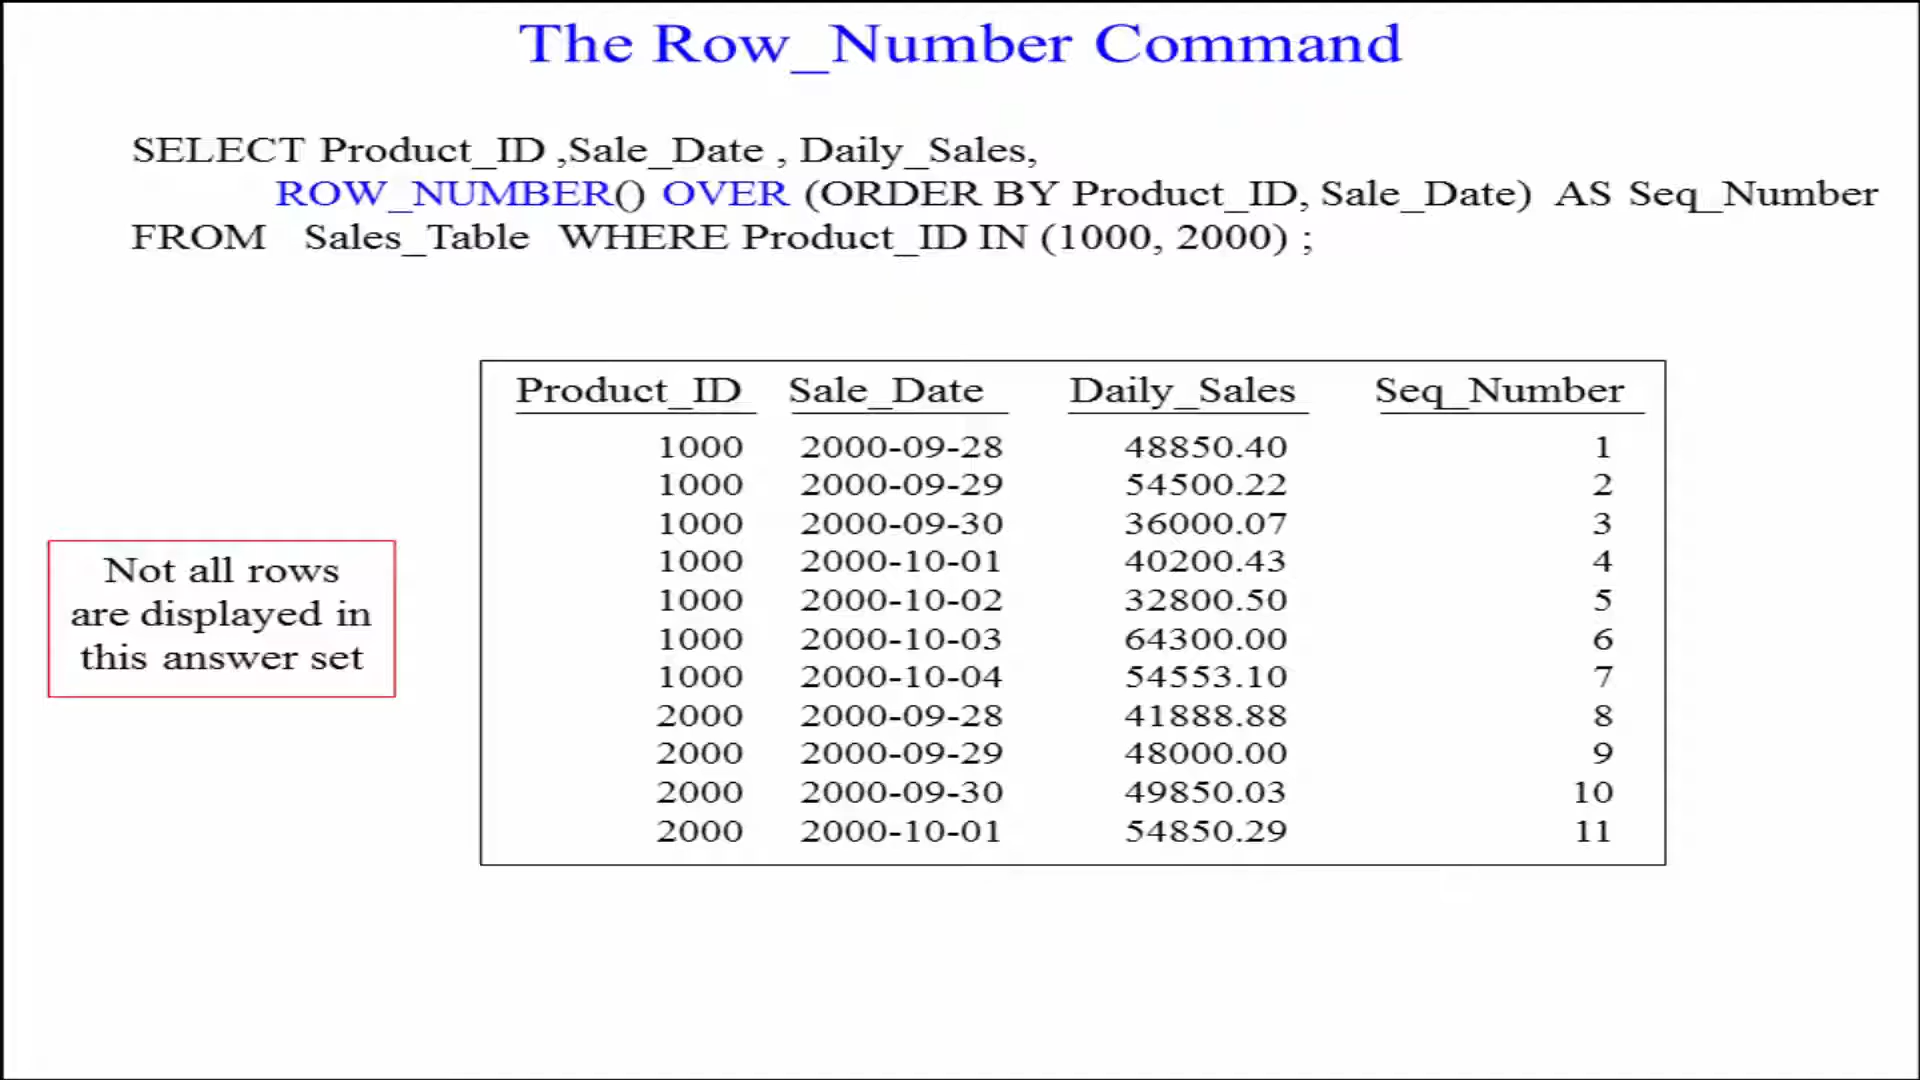 The Row_Number Command
SELECT Product_ID ,Sale_Date , Daily_Sales,
ROW_NUMBER() OVER (ORDER BY Product_ID, Sale_Date) AS Seq_Number
FROM Sales_Table WHERE Product_ID IN (1000, 2000) ;
Product_ID Sale_Date Daily_Sales Seq_Number
1000 2000-09-28 48850.40 1
1000 2000-09-29 54500.22 2
1000 2000-09-30 36000.07 3
1000 2000-10-01 40200.43 4
1000 2000-10-02 32800.50 5
1000 2000-10-03 64300.00 6
1000 2000-10-04 54553.10 7
2000 2000-09-28 41888.88 8
2000 2000-09-29 48000.00 9
2000 2000-09-30 49850.03 10
2000 2000-10-01 54850.29 11
Not all rows
are displayed in
this answer set